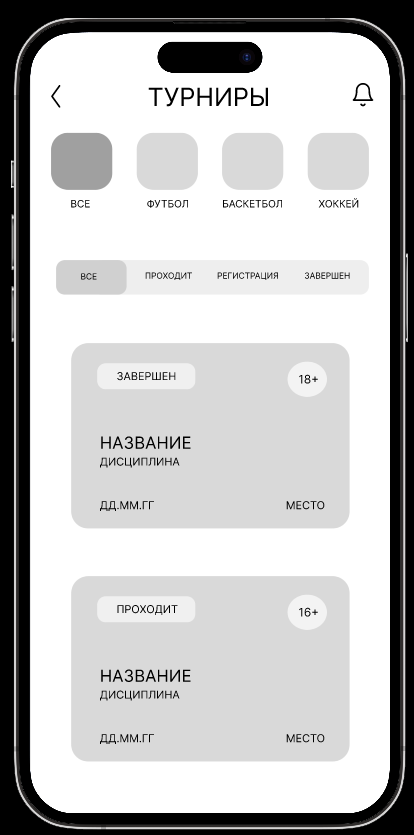 ТУРНИРЫ
ВСЕ ФУТБОЛ БАСКЕТБОЛ ХОККЕЙ
ВСЕ ПРОХОДИТ РЕГИСТРАЦИЯ ЗАВЕРШЕН
ЗАВЕРШЕН 18+
НАЗВАНИЕ
ДИСЦИПЛИНА
ДД.ММ.ГГ МЕСТО
ПРОХОДИТ 16+
НАЗВАНИЕ
ДИСЦИПЛИНА
ДД.ММ.ГГ МЕСТО